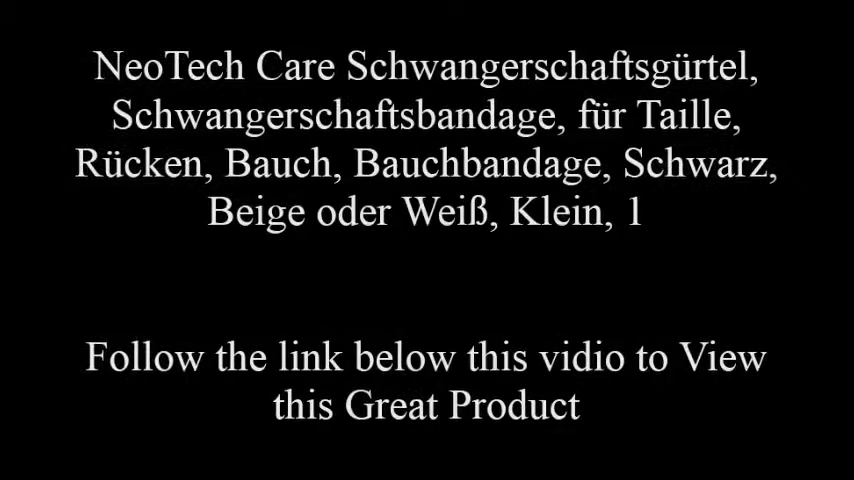 NeoTech Care Schwangerschaftsgürtel,
Schwangerschaftsbandage, für Taille,
Rücken, Bauch, Bauchbandage, Schwarz,
Beige oder Weiß, Klein, 1
Follow the link below this vidio to View
this Great Product